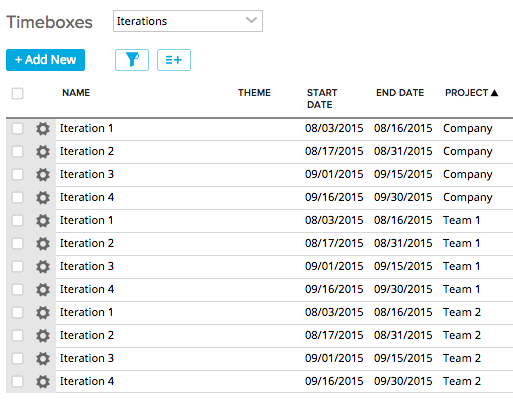 Timeboxes Iterations
+ Add New
NAME THEME START DATE END DATE PROJECT
Iteration 1 08/03/2015 08/16/2015 Company
Iteration 2 08/17/2015 08/31/2015 Company
Iteration 3 09/01/2015 09/15/2015 Company
Iteration 4 09/16/2015 09/30/2015 Company
Iteration 1 08/03/2015 08/16/2015 Team 1
Iteration 2 08/17/2015 08/31/2015 Team 1
Iteration 3 09/01/2015 09/15/2015 Team 1
Iteration 4 09/16/2015 09/30/2015 Team 1
Iteration 1 08/03/2015 08/16/2015 Team 2
Iteration 2 08/17/2015 08/31/2015 Team 2
Iteration 3 09/01/2015 09/15/2015 Team 2
Iteration 4 09/16/2015 09/30/2015 Team 2